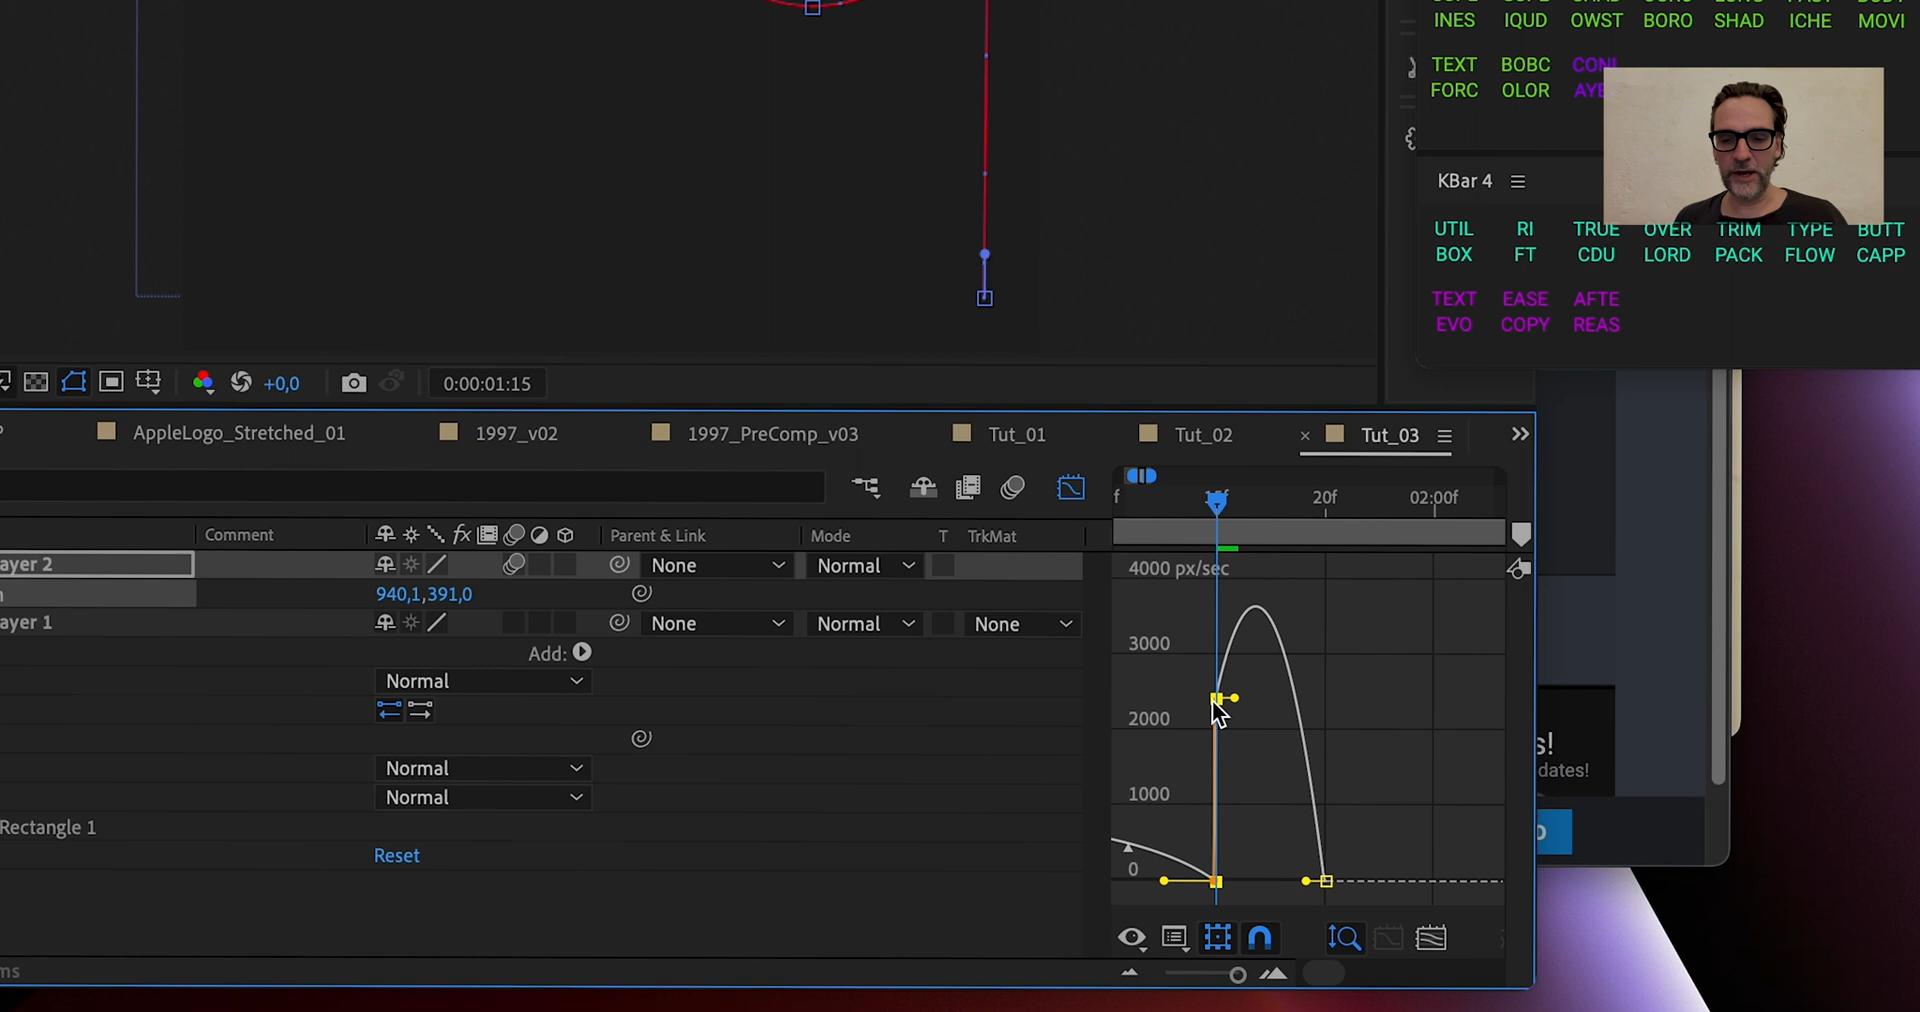 INES IQUD OWST BORO SHAD ICHE MOVI
TEXT BOBC
FORC OLOR
KBar 4
UTIL RI TRUE OVER TRIM TYPE BUTT
BOX FT CDU LORD PACK FLOW CAPP
TEXT EASE AFTE
EVO COPY REAS
+0,0 0:00:01:15
AppleLogo_Stretched_01 1997_v02 1997_PreComp_v03 Tut_01 Tut_02 × Tut_03
f 20f 02:00f
Comment fx Parent & Link Mode T TrkMat
ayer 2 None Normal
4000 px/sec
940,1,391,0
ayer 1 None Normal None
3000
Add:
Normal
2000
s!
Normal
dates!
Normal
1000
Rectangle 1
Reset
0
ms